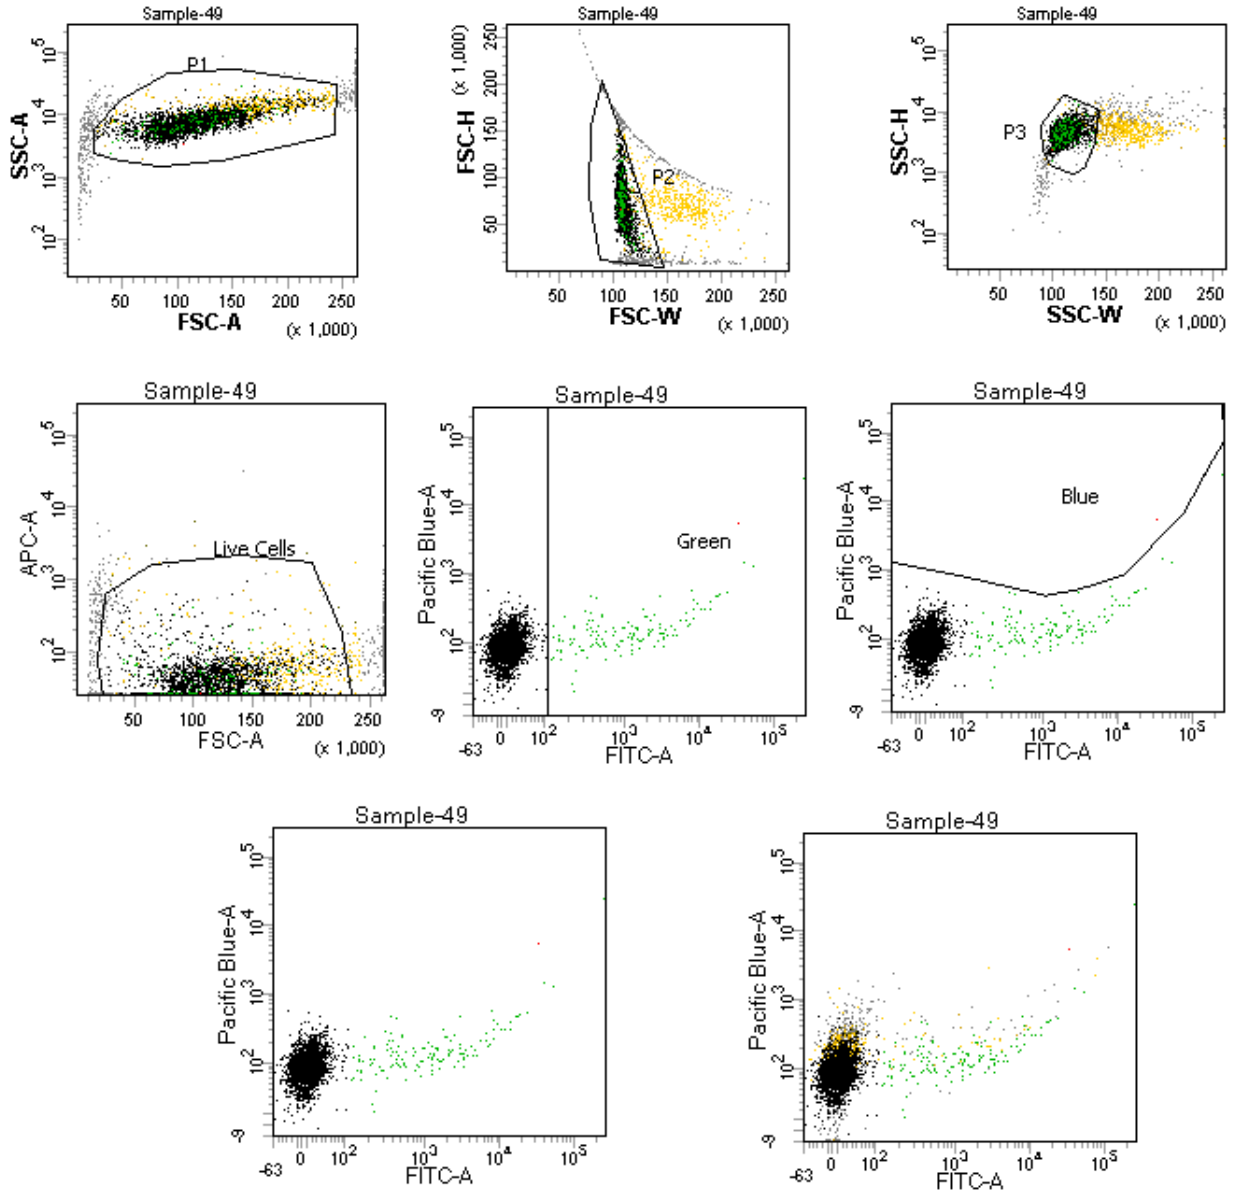 Sample-49
P1
SSC-A
10^5
10^4
10^3
10^2
50 100 150 200 250
FSC-A
(x 1,000)
Sample-49
P2
FSC-H
(x 1,000)
250
200
150
100
50
50 100 150 200 250
FSC-W
(x 1,000)
Sample-49
P3
SSC-H
10^5
10^4
10^3
10^2
50 100 150 200 250
SSC-W
(x 1,000)
Sample-49
Live Cells
APC-A
10^5
10^4
10^3
10^2
50 100 150 200 250
FSC-A
(x 1,000)
Sample-49
Green
Pacific Blue-A
10^5
10^4
10^3
10^2
-9
-63 0 10^2 10^3 10^4 10^5
FITC-A
Sample-49
Blue
Pacific Blue-A
10^5
10^4
10^3
10^2
-9
-63 0 10^2 10^3 10^4 10^5
FITC-A
Sample-49
Pacific Blue-A
10^5
10^4
10^3
10^2
-9
-63 0 10^2 10^3 10^4 10^5
FITC-A
Sample-49
Pacific Blue-A
10^5
10^4
10^3
10^2
-9
-63 0 10^2 10^3 10^4 10^5
FITC-A